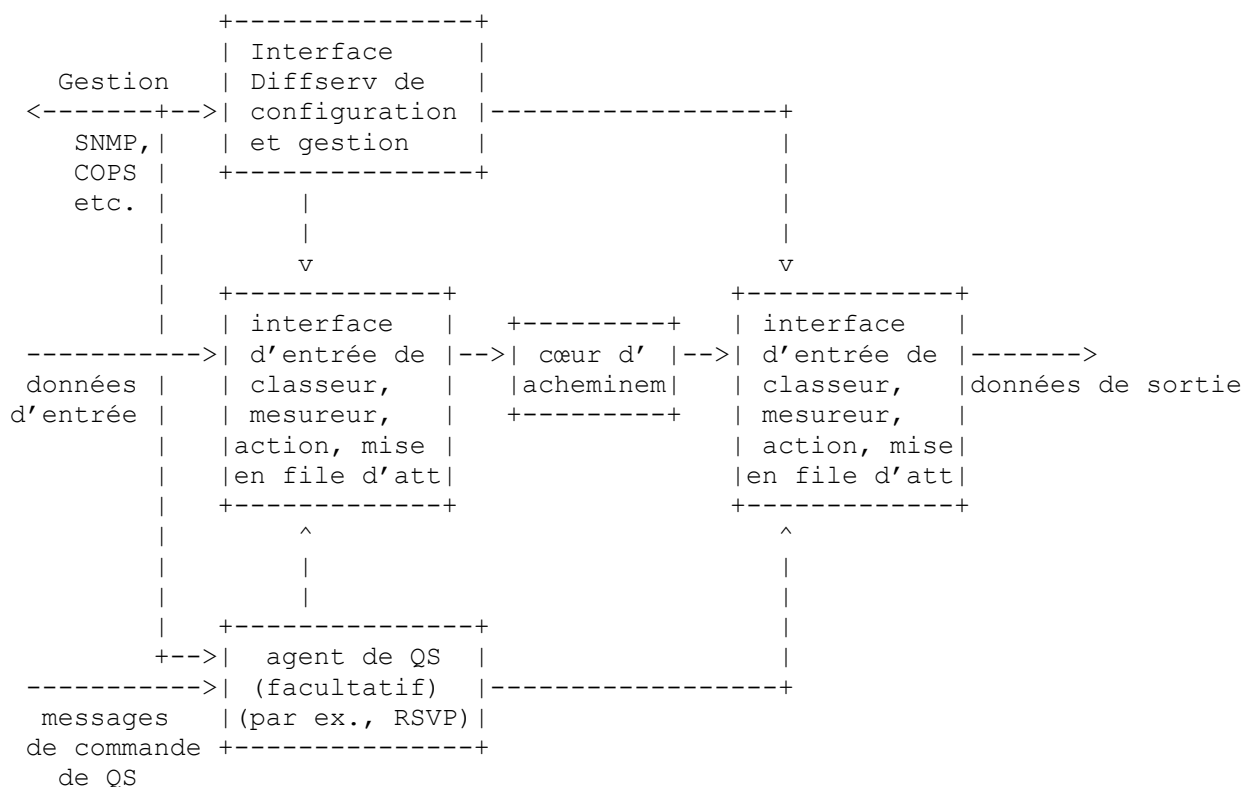 Interface
Gestion Diffserv de
configuration
SNMP, et gestion
COPS
etc.
interface interface
d'entrée de cœur d' d'entrée de
données classeur, acheminem classeur, données de sortie
d'entrée mesureur, mesureur,
action, mise action, mise
en file d'att en file d'att
agent de QS
(facultatif)
messages (par ex., RSVP)
de commande
de QS